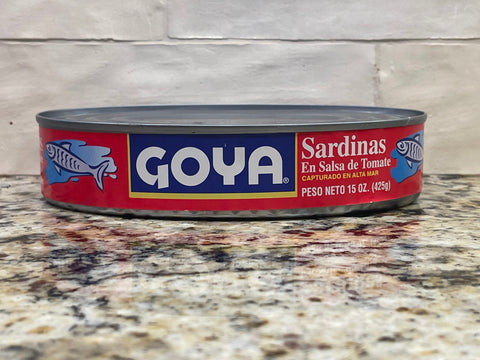 GOYA®
Sardinas
En Salsa de Tomate
CAPTURADO EN ALTA MAR
PESO NETO 15 OZ. (425g)